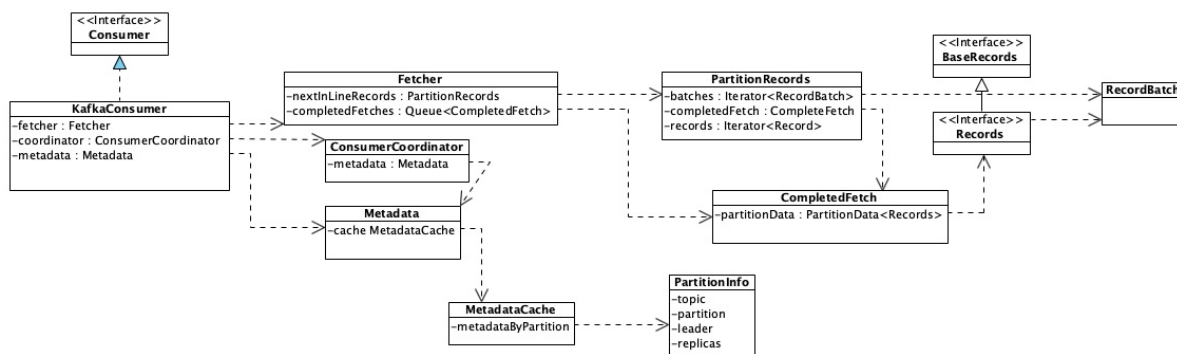 <<Interface>>
Consumer
KafkaConsumer
-fetcher : Fetcher
-coordinator : ConsumerCoordinator
-metadata : Metadata
Fetcher
-nextInLineRecords : PartitionRecords
-completedFetches : Queue<CompletedFetch>
ConsumerCoordinator
-metadata : Metadata
Metadata
-cache MetadataCache
MetadataCache
-metadataByPartition
PartitionRecords
-batches : Iterator<RecordBatch>
-completedFetch : CompleteFetch
-records : Iterator<Record>
CompletedFetch
-partitionData : PartitionData<Records>
PartitionInfo
-topic
-partition
-leader
-replicas
<<Interface>>
BaseRecords
<<Interface>>
Records
RecordBatch